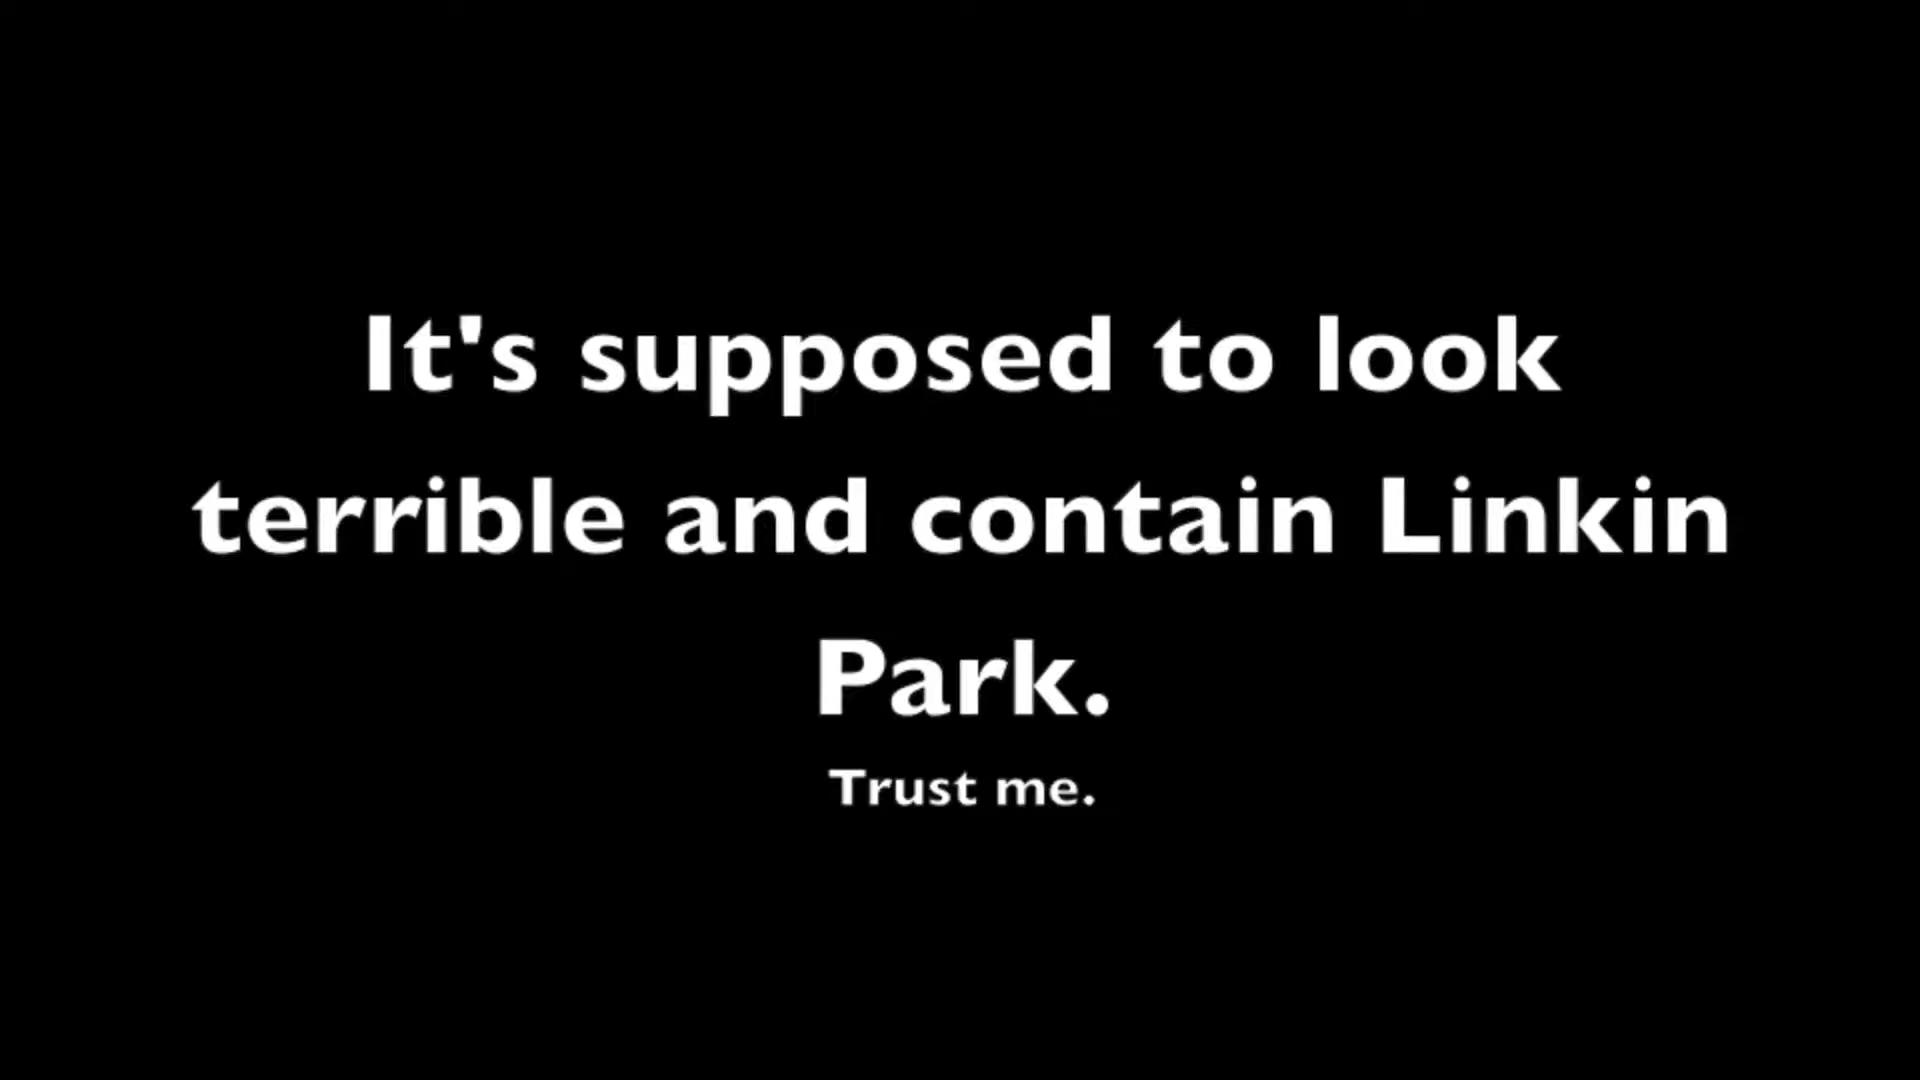 It's supposed to look
terrible and contain Linkin
Park.
Trust me.